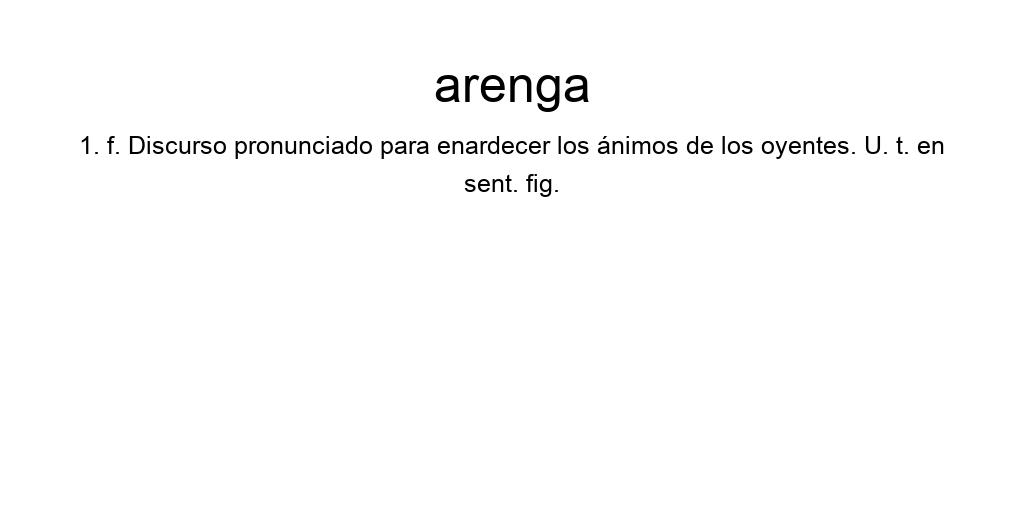 arenga
1. f. Discurso pronunciado para enardecer los ánimos de los oyentes. U. t. en
sent. fig.